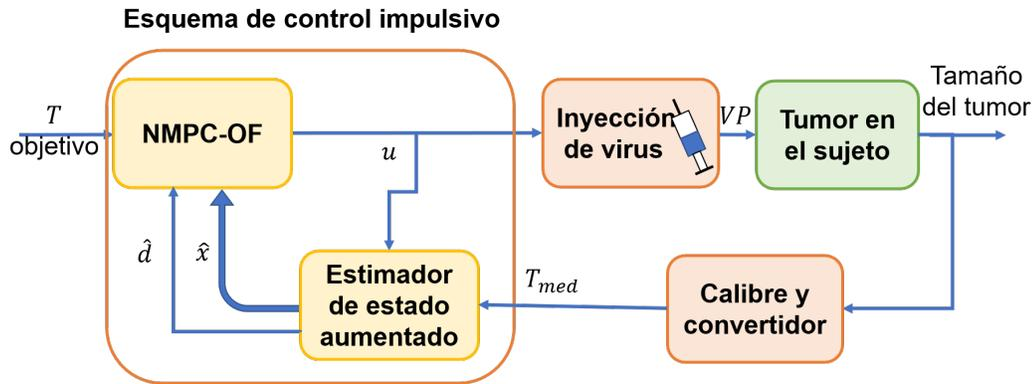 Esquema de control impulsivo
T
objetivo
NMPC-OF
u
Inyección
de virus
VP
Tumor en
el sujeto
Tamaño
del tumor
d̂
x̂
Estimador
de estado
aumentado
T_med
Calibre y
convertidor